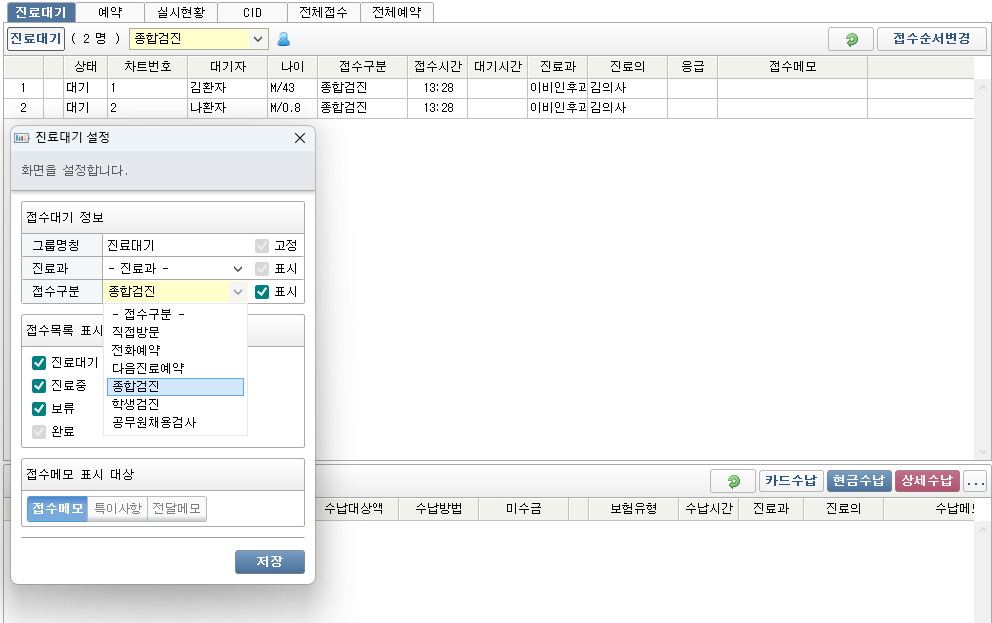 진료대기 예약 실시현황 CID 전체접수 전체예약
진료대기 ( 2 명 ) 종합검진 접수순서변경
상태 차트번호 대기자 나이 접수구분 접수시간 대기시간 진료과 진료의 응급 접수메모
1 대기 1 김환자 M/43 종합검진 13:28 이비인후과 김의사
2 대기 2 나환자 M/0.8 종합검진 13:28 이비인후과 김의사
진료대기 설정
화면을 설정합니다.
접수대기 정보
그룹명칭 진료대기 고정
진료과 - 진료과 - 표시
접수구분 종합검진 표시
- 접수구분 -
직접방문
전화예약
다음진료예약
종합검진
학생검진
공무원채용검사
접수목록 표시
진료대기
진료중
보류
완료
접수메모 표시 대상
접수메모 특이사항 전달메모
저장
카드수납 현금수납 상세수납 ...
수납대상액 수납방법 미수금 보험유형 수납시간 진료과 진료의 수납메모